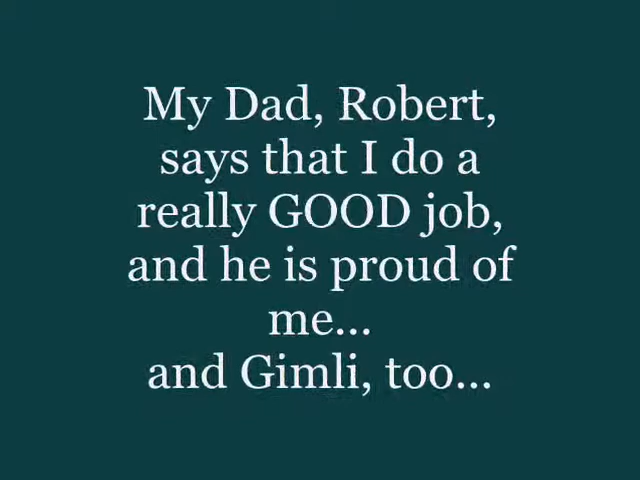 My Dad, Robert,
says that I do a
really GOOD job,
and he is proud of
me...
and Gimli, too...